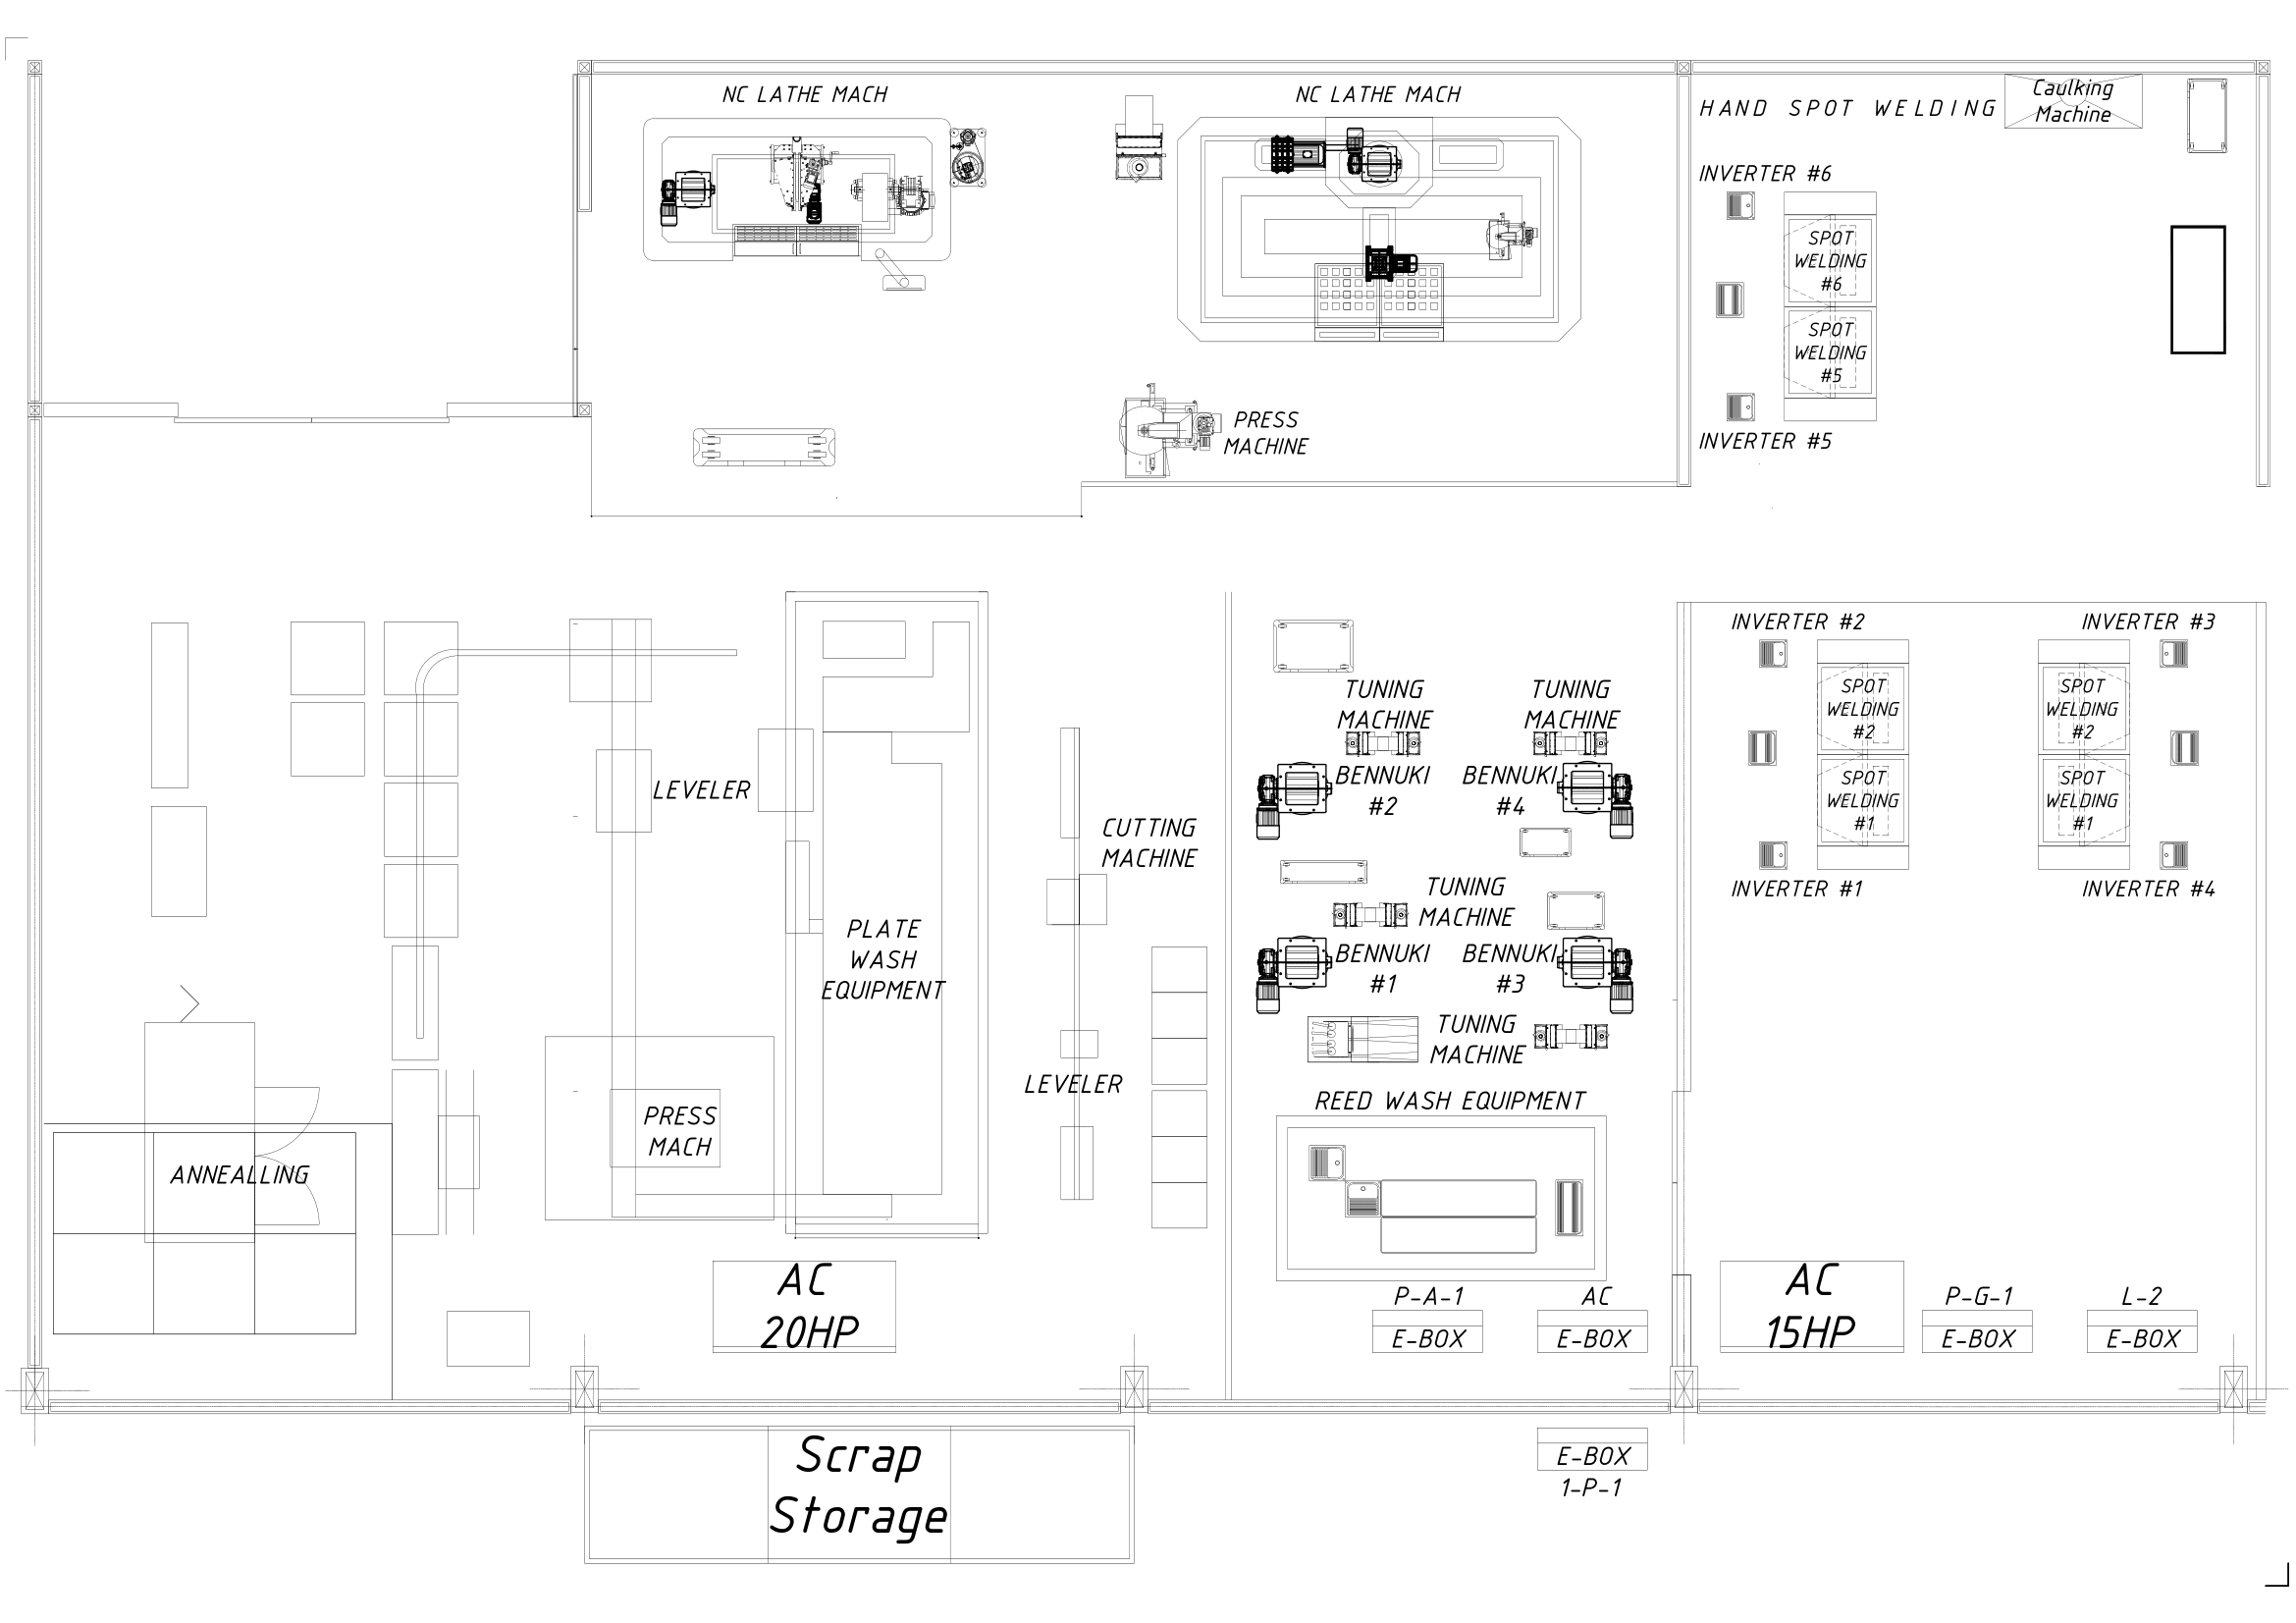 NC LATHE MACH
NC LATHE MACH
HAND SPOT WELDING
Caulking
Machine
INVERTER #6
SPOT
WELDING
#6
SPOT
WELDING
#5
INVERTER #5
PRESS
MACHINE
INVERTER #2
INVERTER #3
TUNING
MACHINE
TUNING
MACHINE
SPOT
WELDING
#2
SPOT
WELDING
#2
LEVELER
BENNUKI
#2
BENNUKI
#4
SPOT
WELDING
#1
SPOT
WELDING
#1
CUTTING
MACHINE
INVERTER #1
INVERTER #4
TUNING
MACHINE
PLATE
WASH
EQUIPMENT
BENNUKI
#1
BENNUKI
#3
TUNING
MACHINE
LEVELER
REED WASH EQUIPMENT
PRESS
MACH
ANNEALLING
AC
20HP
P-A-1
E-BOX
AC
E-BOX
AC
15HP
P-G-1
E-BOX
L-2
E-BOX
Scrap
Storage
E-BOX
1-P-1